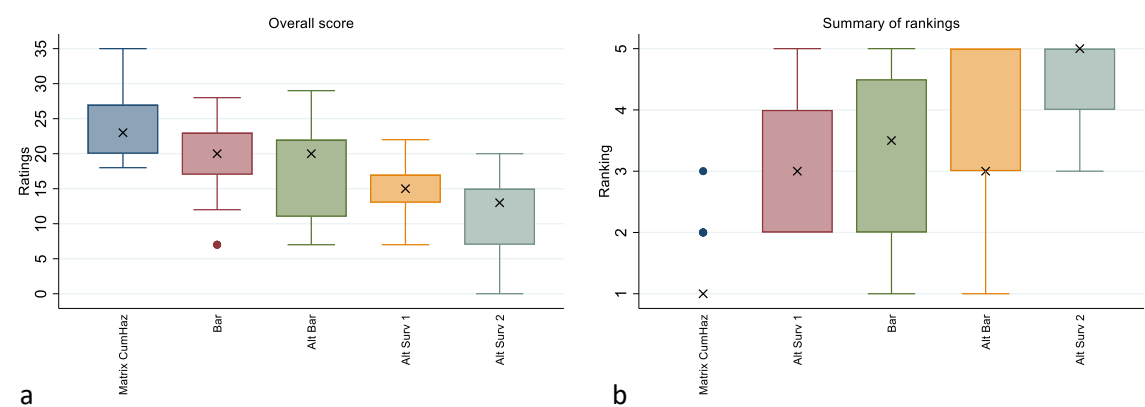 Overall score
Ratings
35
30
25
20
15
10
5
0
Matrix CumHaz
Bar
Alt Bar
Alt Surv 1
Alt Surv 2
a
Summary of rankings
Ranking
5
4
3
2
1
Matrix CumHaz
Alt Surv 1
Bar
Alt Bar
Alt Surv 2
b